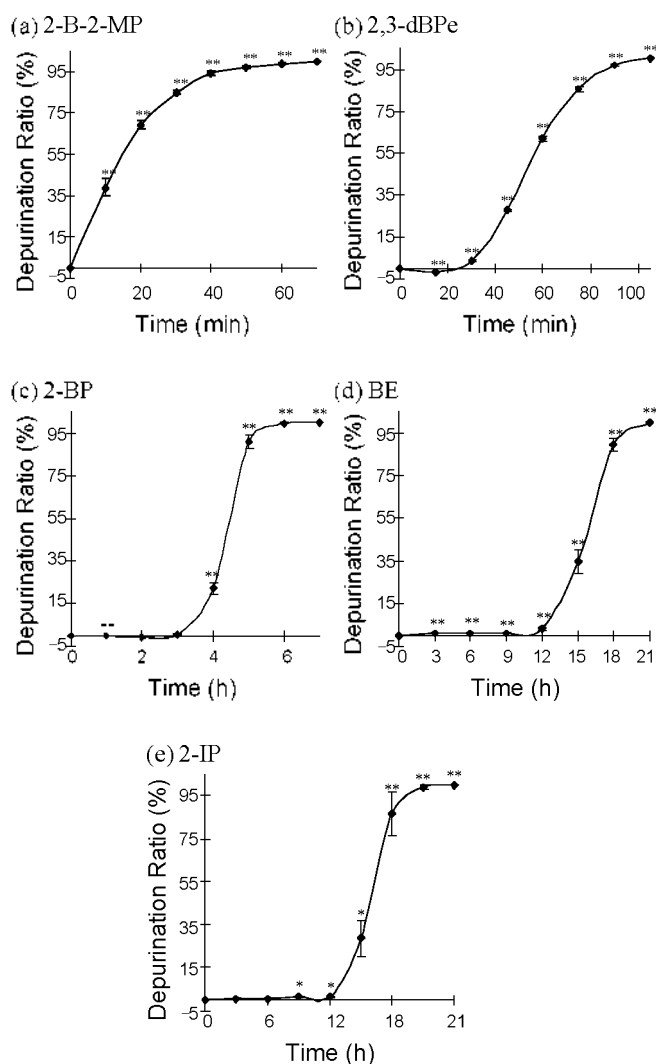 (a) 2-B-2-MP
Depurination Ratio (%)
95
75
55
35
15
−5
** ** ** ** ** ** **
0 20 40 60
Time (min)
(b) 2,3-dBPe
Depurination Ratio (%)
95
75
55
35
15
−5
** ** ** ** ** ** **
0 20 40 60 80 100
Time (min)
(c) 2-BP
Depurination Ratio (%)
95
75
55
35
15
−5
** ** ** **
0 2 4 6
Time (h)
(d) BE
Depurination Ratio (%)
95
75
55
35
15
−5
** ** ** ** ** ** **
0 3 6 9 12 15 18 21
Time (h)
(e) 2-IP
Depurination Ratio (%)
95
75
55
35
15
−5
* * * ** ** **
0 6 12 18 21
Time (h)